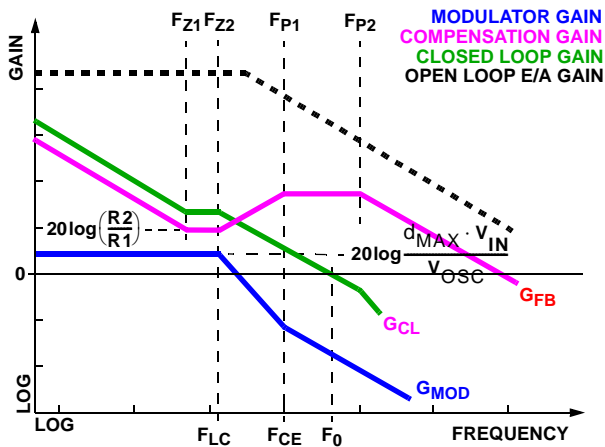 MODULATOR GAIN
COMPENSATION GAIN
CLOSED LOOP GAIN
OPEN LOOP E/A GAIN
FZ1 FZ2 FP1 FP2
GAIN
20log(R2/R1)
20log dMAX · VIN / VOSC
0
GFB
GCL
GMOD
LOG
LOG
FLC FCE F0
FREQUENCY